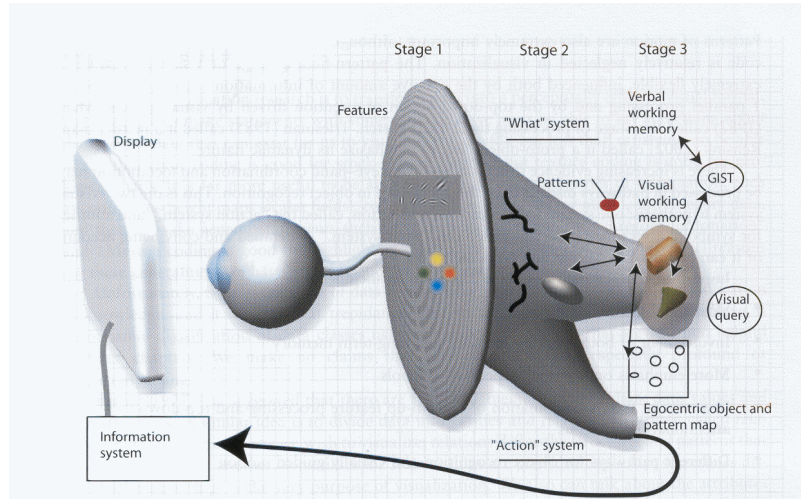 Stage 1
Stage 2
Stage 3
Features
Display
"What" system
Verbal
working
memory
GIST
Patterns
Visual
working
memory
Visual
query
Egocentric object and
pattern map
"Action" system
Information
system